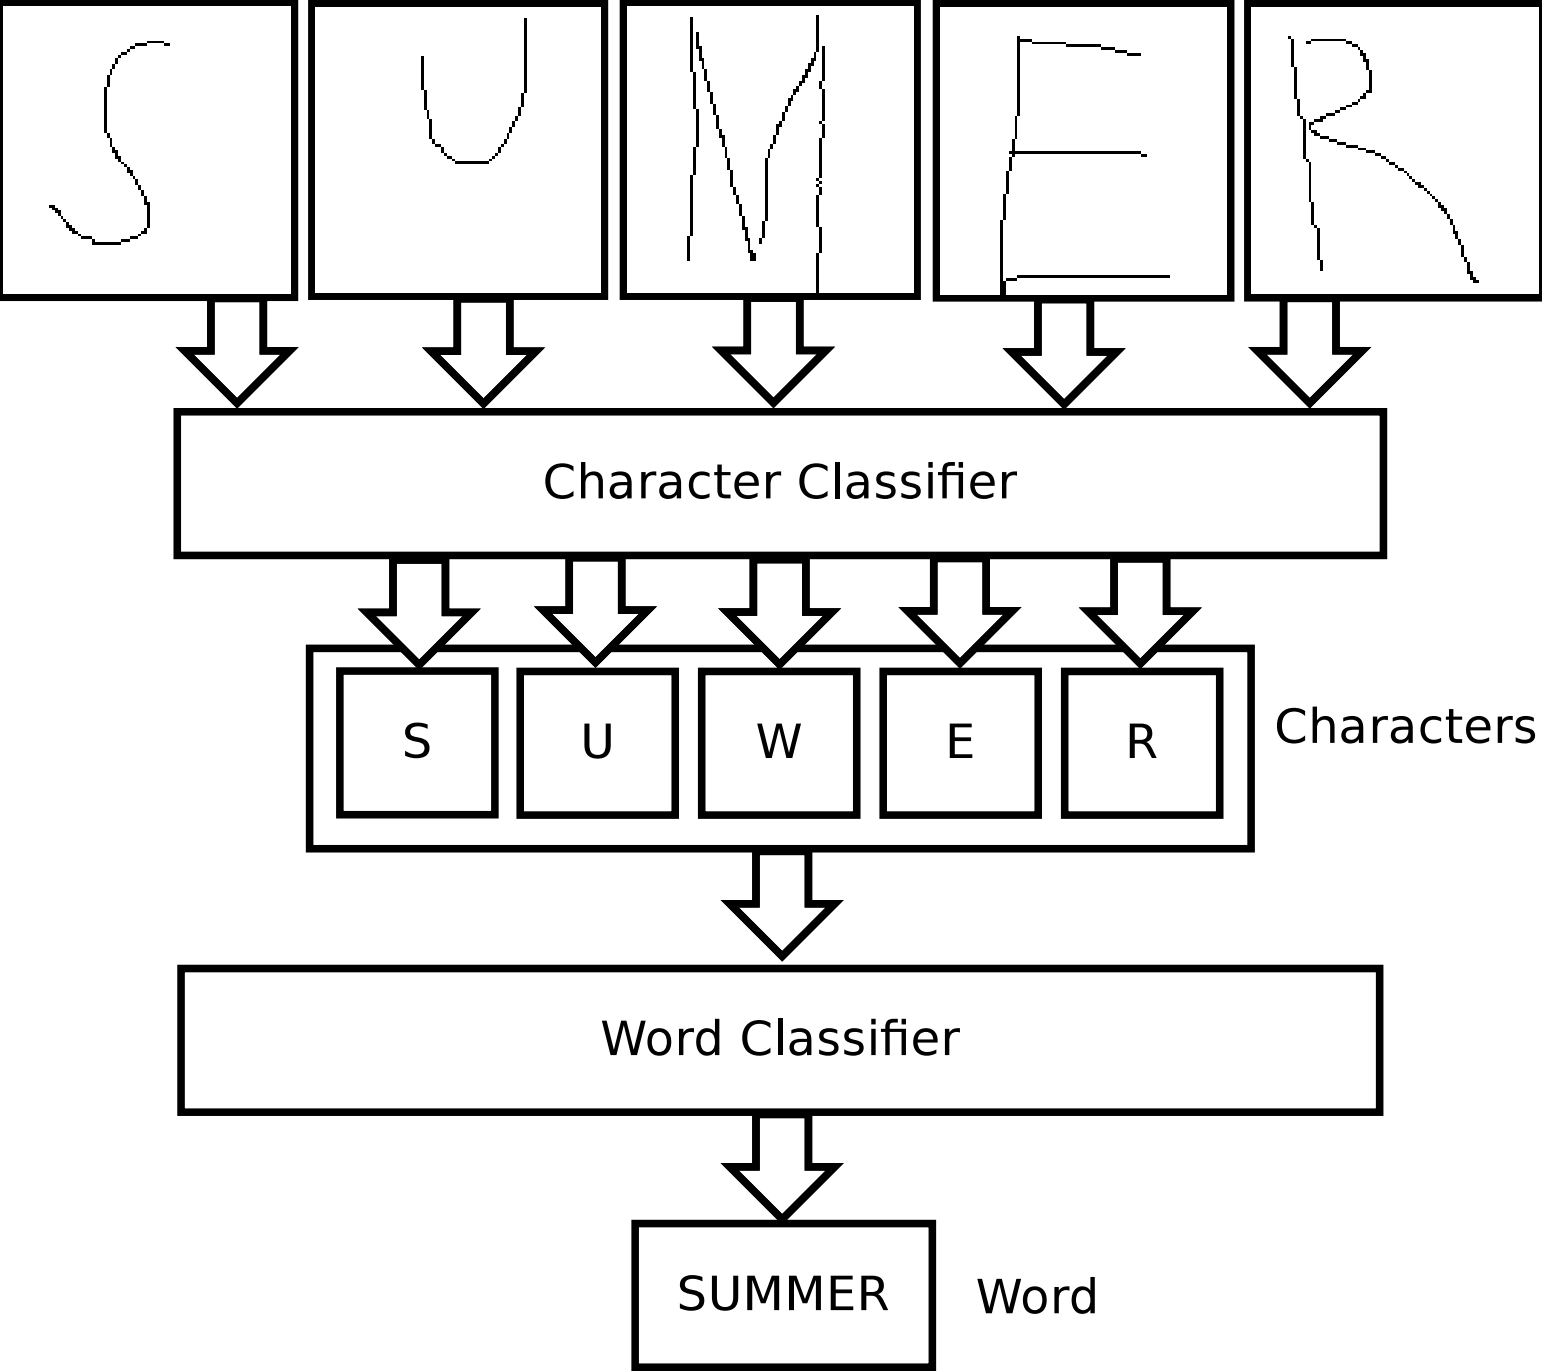 S U M E R
Character Classifier
S U W E R
Characters
Word Classifier
SUMMER
Word